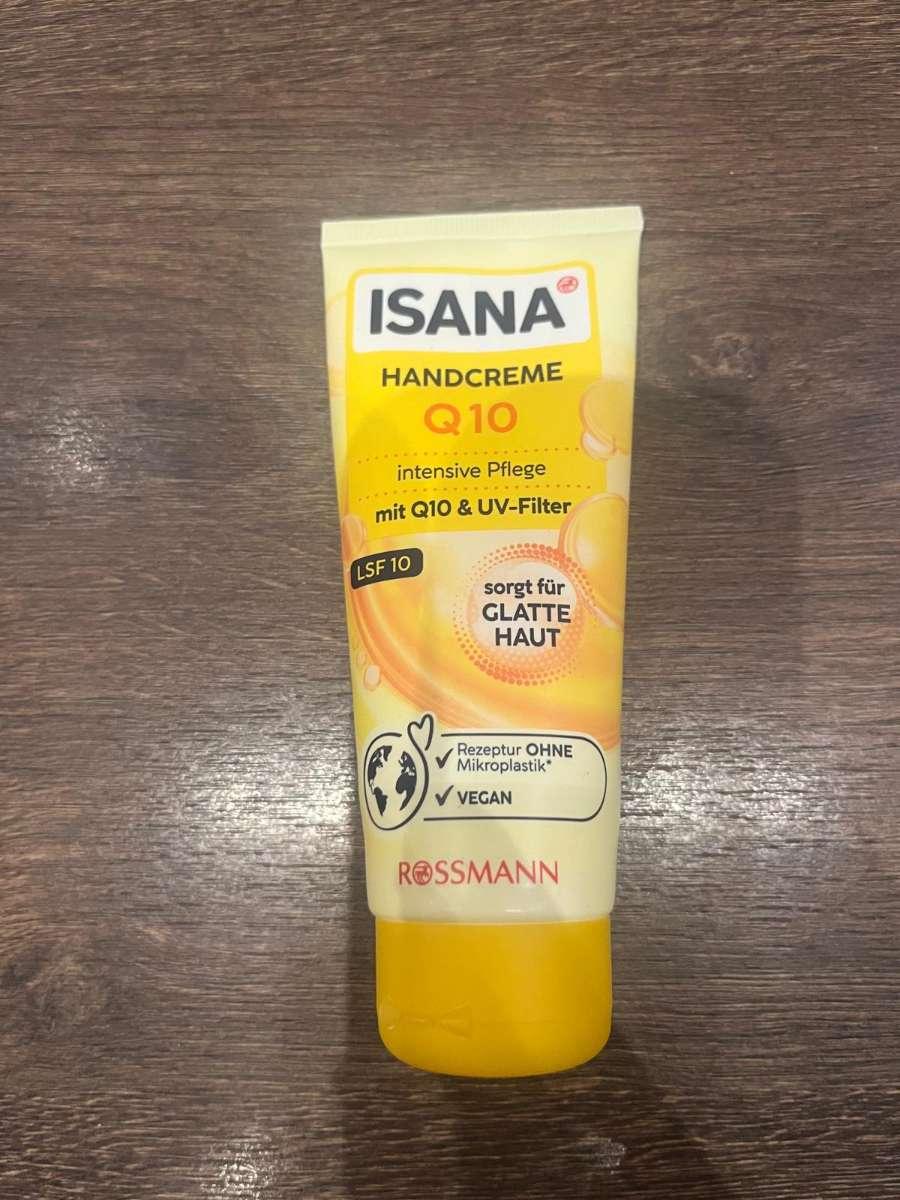 ISANA
HANDCREME
Q10
intensive Pflege
mit Q10 & UV-Filter
LSF 10
sorgt für
GLATTE
HAUT
Rezeptur OHNE
Mikroplastik*
VEGAN
ROSSMANN